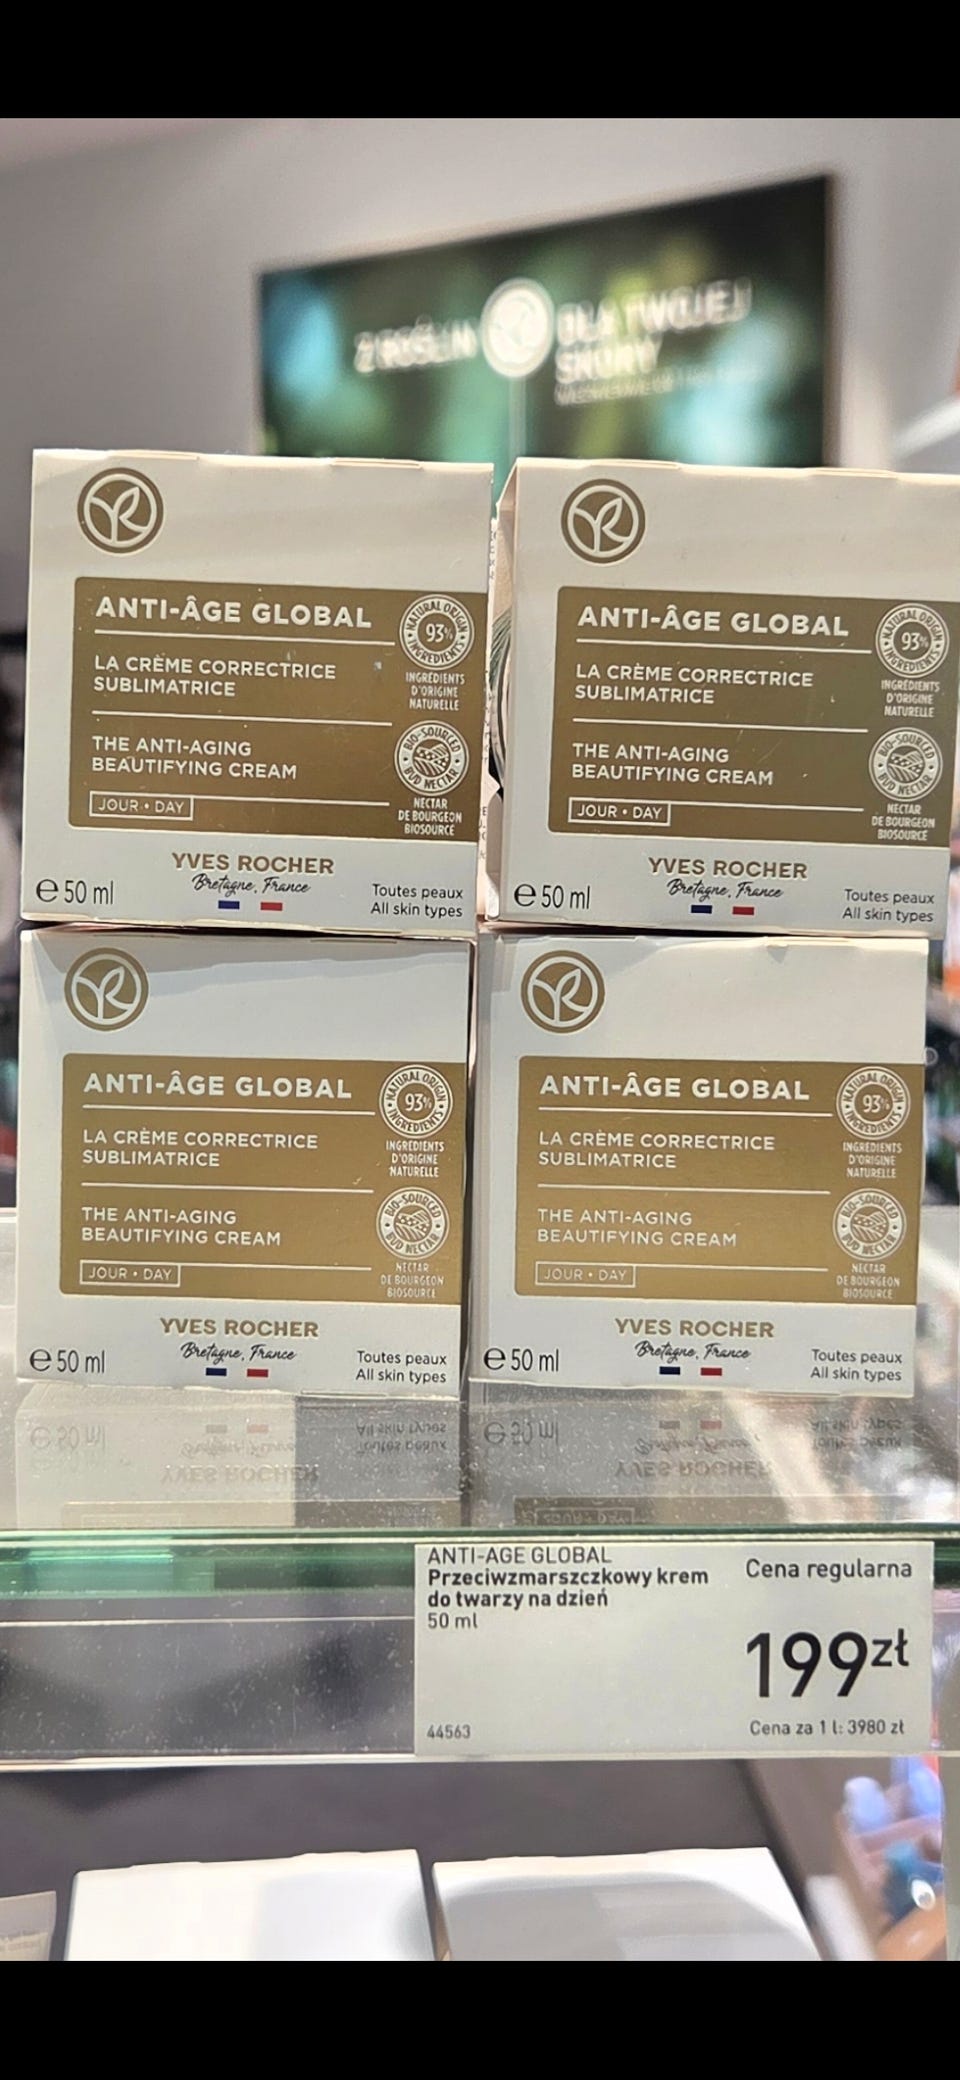 Z ROŚLIN
DLA TWOJEJ
SKÓRY
ANTI-ÂGE GLOBAL
LA CRÈME CORRECTRICE
SUBLIMATRICE
THE ANTI-AGING
BEAUTIFYING CREAM
JOUR • DAY
NATURAL ORIGIN
93%
INGREDIENTS
INGRÉDIENTS
D'ORIGINE
NATURELLE
BIO-SOURCED
BUD NECTAR
NECTAR
DE BOURGEON
BIOSOURCÉ
YVES ROCHER
Bretagne, France
e 50 ml
Toutes peaux
All skin types
ANTI-ÂGE GLOBAL
LA CRÈME CORRECTRICE
SUBLIMATRICE
THE ANTI-AGING
BEAUTIFYING CREAM
JOUR • DAY
NATURAL ORIGIN
93%
INGREDIENTS
INGRÉDIENTS
D'ORIGINE
NATURELLE
BIO-SOURCED
BUD NECTAR
NECTAR
DE BOURGEON
BIOSOURCÉ
YVES ROCHER
Bretagne, France
e 50 ml
Toutes peaux
All skin types
ANTI-ÂGE GLOBAL
LA CRÈME CORRECTRICE
SUBLIMATRICE
THE ANTI-AGING
BEAUTIFYING CREAM
JOUR • DAY
NATURAL ORIGIN
93%
INGREDIENTS
INGRÉDIENTS
D'ORIGINE
NATURELLE
BIO-SOURCED
BUD NECTAR
NECTAR
DE BOURGEON
BIOSOURCÉ
YVES ROCHER
Bretagne, France
e 50 ml
Toutes peaux
All skin types
ANTI-ÂGE GLOBAL
LA CRÈME CORRECTRICE
SUBLIMATRICE
THE ANTI-AGING
BEAUTIFYING CREAM
JOUR • DAY
NATURAL ORIGIN
93%
INGREDIENTS
INGRÉDIENTS
D'ORIGINE
NATURELLE
BIO-SOURCED
BUD NECTAR
NECTAR
DE BOURGEON
BIOSOURCÉ
YVES ROCHER
Bretagne, France
e 50 ml
Toutes peaux
All skin types
ANTI-AGE GLOBAL
Przeciwzmarszczkowy krem
do twarzy na dzień
50 ml
44563
Cena regularna
199zł
Cena za 1 l: 3980 zł